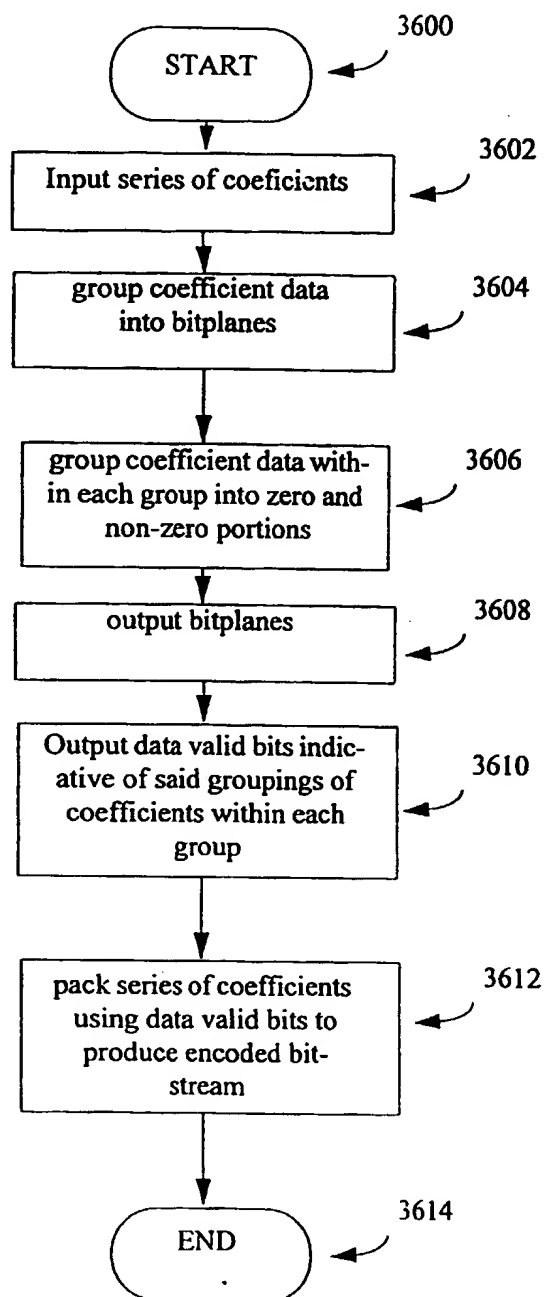 START
3600
Input series of coeficients
3602
group coefficient data
into bitplanes
3604
group coefficient data with-
in each group into zero and
non-zero portions
3606
output bitplanes
3608
Output data valid bits indic-
ative of said groupings of
coefficients within each
group
3610
pack series of coefficients
using data valid bits to
produce encoded bit-
stream
3612
END
3614